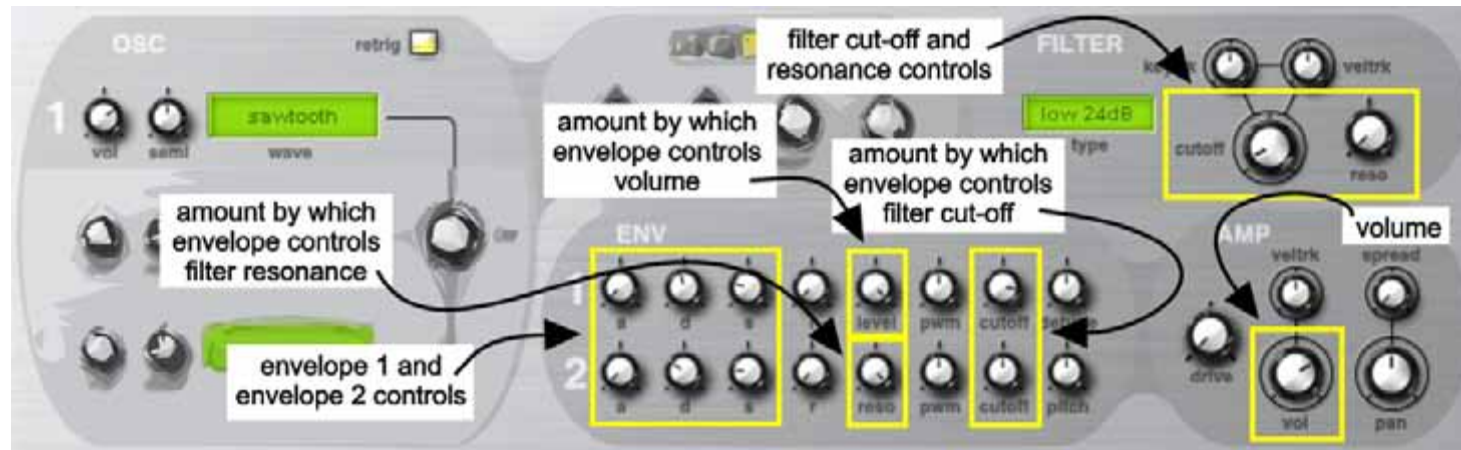 OSC
retrig
1
vol
semi
sawtooth
wave
amount by which
envelope controls
filter resonance
envelope 1 and
envelope 2 controls
filter cut-off and
resonance controls
amount by which
envelope controls
volume
amount by which
envelope controls
filter cut-off
FILTER
veltrk
low 24dB
type
cutoff
reso
ENV
1
a d s level pwm cutoff
2
a d s r reso pwm cutoff pitch
AMP
volume
veltrk
spread
drive
vol
pan